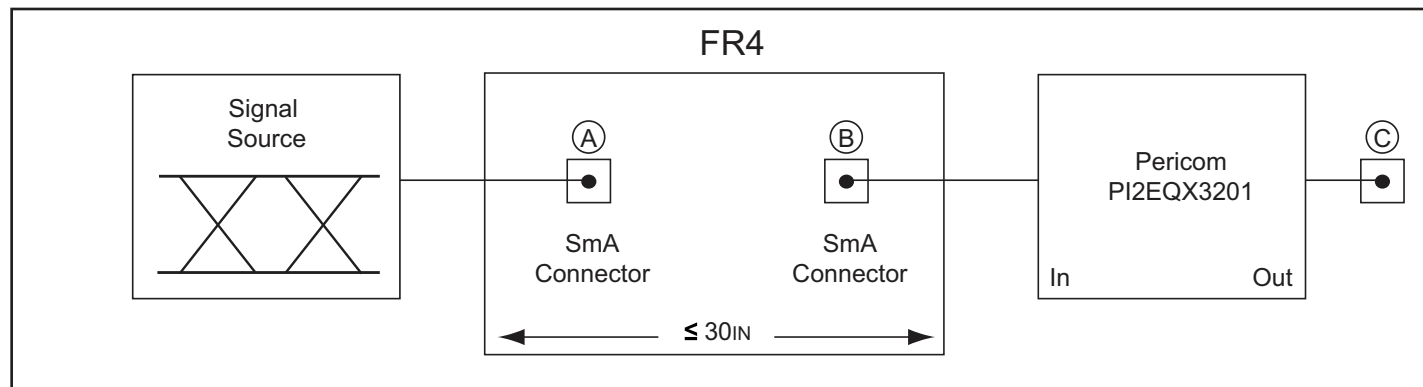 FR4
Signal
Source
A
B
C
SmA
Connector
SmA
Connector
Pericom
PI2EQX3201
In
Out
≤ 30IN